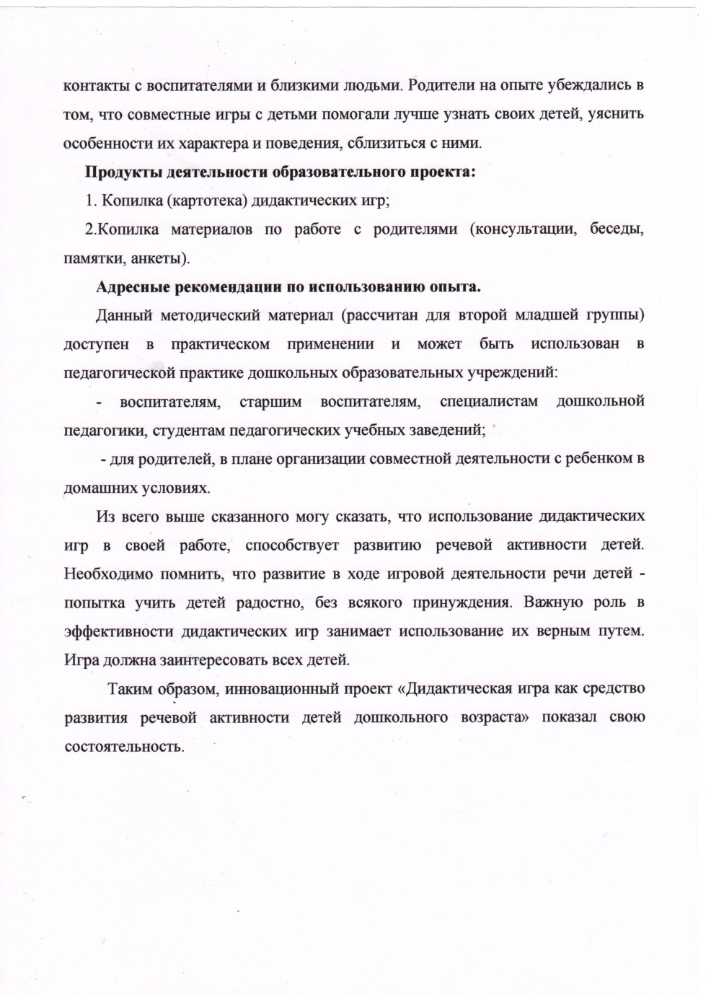 контакты с воспитателями и близкими людьми. Родители на опыте убеждались в
том, что совместные игры с детьми помогали лучше узнать своих детей, уяснить
особенности их характера и поведения, сблизиться с ними.
Продукты деятельности образовательного проекта:
1. Копилка (картотека) дидактических игр;
2.Копилка материалов по работе с родителями (консультации, беседы,
памятки, анкеты).
Адресные рекомендации по использованию опыта.
Данный методический материал (рассчитан для второй младшей группы)
доступен в практическом применении и может быть использован в
педагогической практике дошкольных образовательных учреждений:
- воспитателям, старшим воспитателям, специалистам дошкольной
педагогики, студентам педагогических учебных заведений;
- для родителей, в плане организации совместной деятельности с ребенком в
домашних условиях.
Из всего выше сказанного могу сказать, что использование дидактических
игр в своей работе, способствует развитию речевой активности детей.
Необходимо помнить, что развитие в ходе игровой деятельности речи детей -
попытка учить детей радостно, без всякого принуждения. Важную роль в
эффективности дидактических игр занимает использование их верным путем.
Игра должна заинтересовать всех детей.
Таким образом, инновационный проект «Дидактическая игра как средство
развития речевой активности детей дошкольного возраста» показал свою
состоятельность.